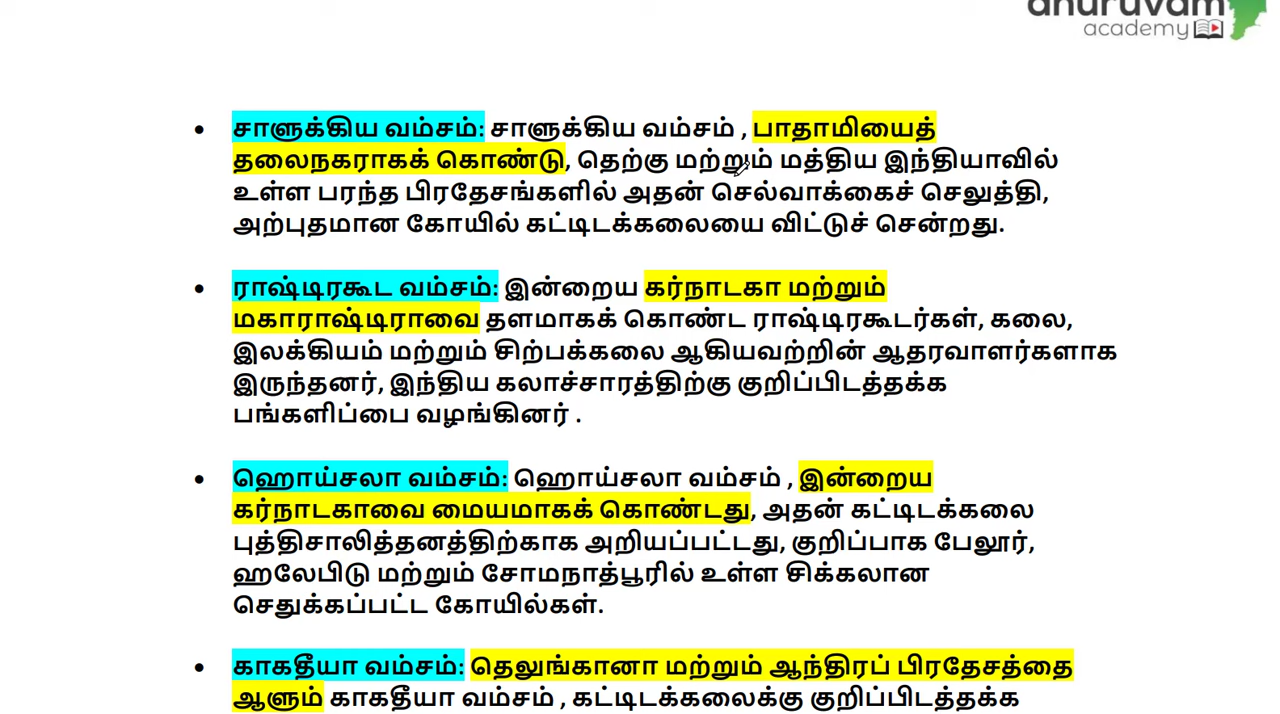 anuruvam
academy
சாளுக்கிய வம்சம்: சாளுக்கிய வம்சம் , பாதாமியைத்
தலைநகராகக் கொண்டு, தெற்கு மற்றும் மத்திய இந்தியாவில்
உள்ள பரந்த பிரதேசங்களில் அதன் செல்வாக்கைச் செலுத்தி,
அற்புதமான கோயில் கட்டிடக்கலையை விட்டுச் சென்றது.
ராஷ்டிரகூட வம்சம்: இன்றைய கர்நாடகா மற்றும்
மகாராஷ்டிராவை தளமாகக் கொண்ட ராஷ்டிரகூடர்கள், கலை,
இலக்கியம் மற்றும் சிற்பக்கலை ஆகியவற்றின் ஆதரவாளர்களாக
இருந்தனர், இந்திய கலாச்சாரத்திற்கு குறிப்பிடத்தக்க
பங்களிப்பை வழங்கினர் .
ஹொய்சலா வம்சம்: ஹொய்சலா வம்சம் , இன்றைய
கர்நாடகாவை மையமாகக் கொண்டது, அதன் கட்டிடக்கலை
புத்திசாலித்தனத்திற்காக அறியப்பட்டது, குறிப்பாக பேலூர்,
ஹலேபிடு மற்றும் சோமநாத்பூரில் உள்ள சிக்கலான
செதுக்கப்பட்ட கோயில்கள்.
காகதீயா வம்சம்: தெலுங்கானா மற்றும் ஆந்திரப் பிரதேசத்தை
ஆளும் காகதீயா வம்சம் , கட்டிடக்கலைக்கு குறிப்பிடத்தக்க